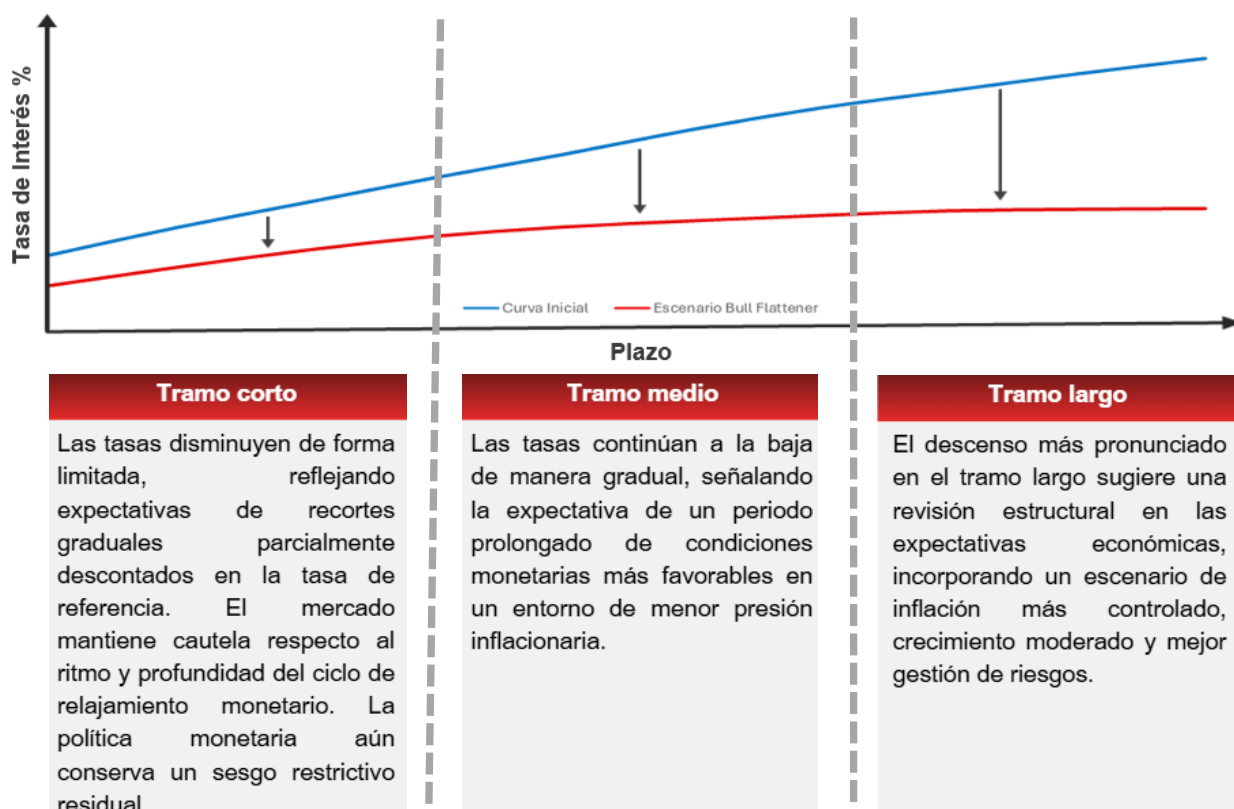 Tasa de Interés %
Curva Inicial
Escenario Bull Flattener
Plazo
Tramo corto
Las tasas disminuyen de forma
limitada, reflejando
expectativas de recortes
graduales parcialmente
descontados en la tasa de
referencia. El mercado
mantiene cautela respecto al
ritmo y profundidad del ciclo de
relajamiento monetario. La
política monetaria aún
conserva un sesgo restrictivo
residual
Tramo medio
Las tasas continúan a la baja
de manera gradual, señalando
la expectativa de un periodo
prolongado de condiciones
monetarias más favorables en
un entorno de menor presión
inflacionaria.
Tramo largo
El descenso más pronunciado
en el tramo largo sugiere una
revisión estructural en las
expectativas económicas,
incorporando un escenario de
inflación más controlado,
crecimiento moderado y mejor
gestión de riesgos.